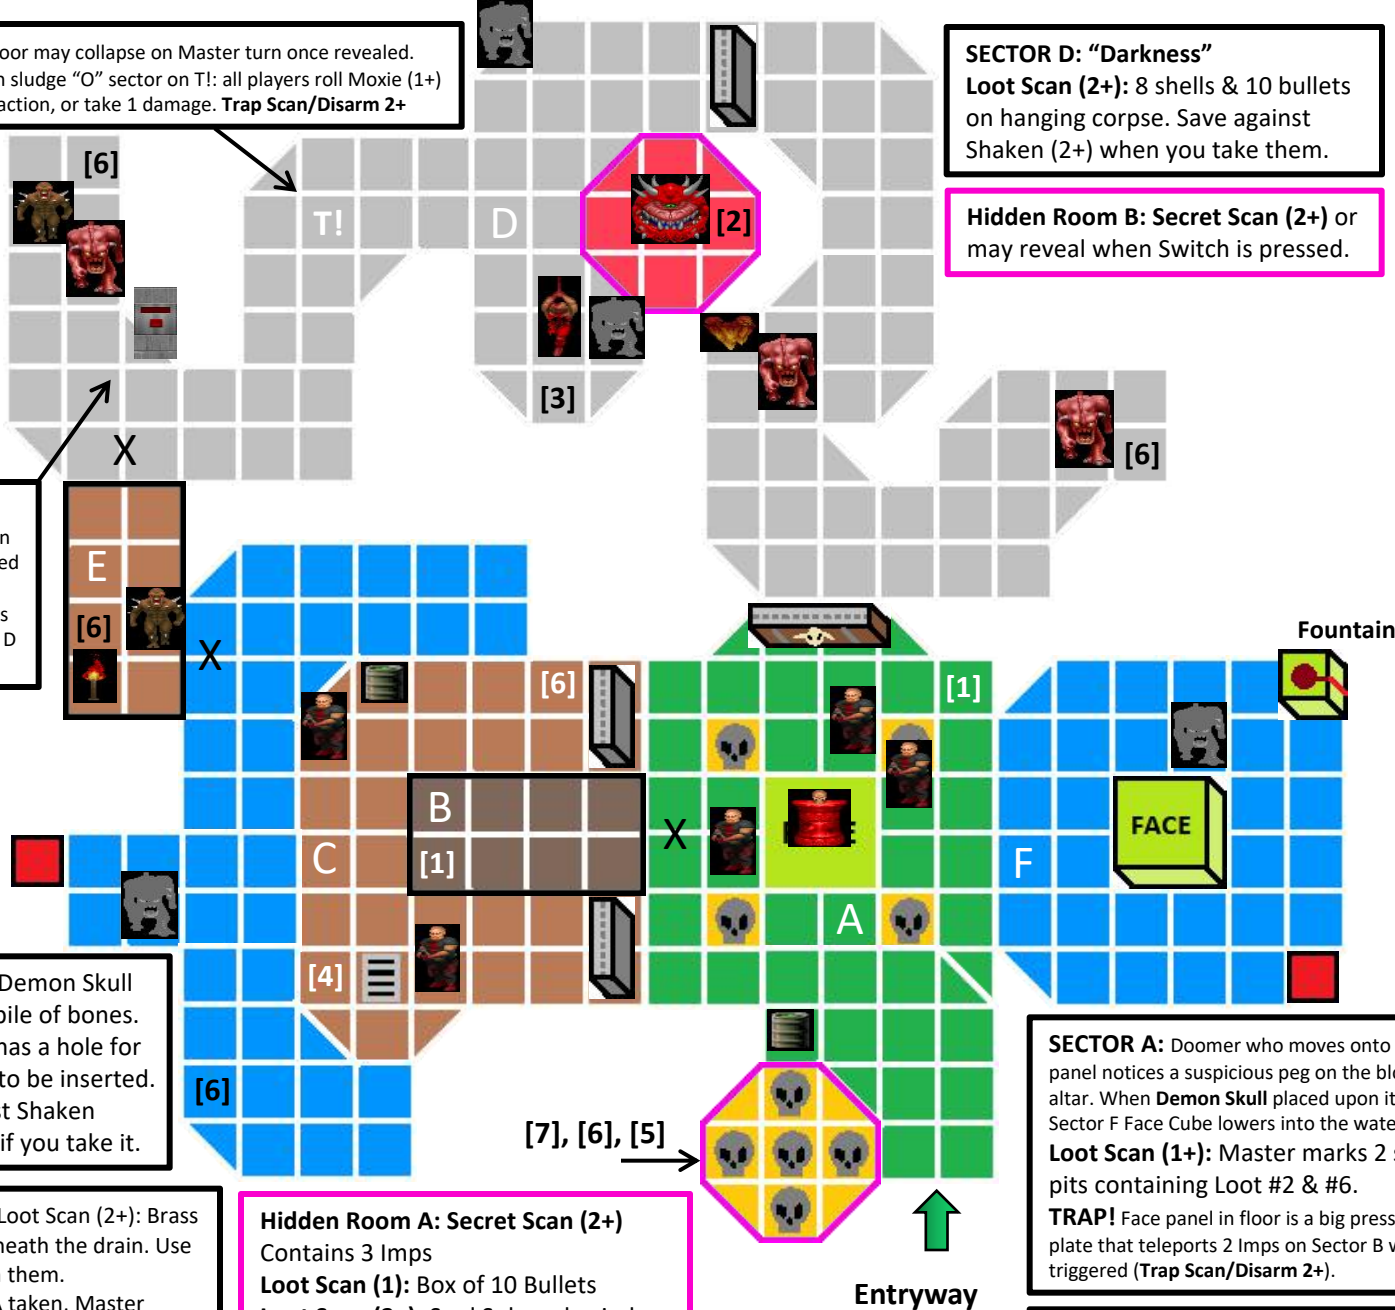 oor may collapse on Master turn once revealed.
n sludge “O” sector on T!: all players roll Moxie (1+)
action, or take 1 damage. Trap Scan/Disarm 2+
SECTOR D: “Darkness”
Loot Scan (2+): 8 shells & 10 bullets
on hanging corpse. Save against
Shaken (2+) when you take them.
Hidden Room B: Secret Scan (2+) or
may reveal when Switch is pressed.
[6]
T!
D
[2]
[3]
[6]
X
n
ed
s
D
E
[6]
X
[6]
[1]
Fountain
B
[1]
X
C
FACE
F
A
[4]
[6]
Demon Skull
pile of bones.
has a hole for
to be inserted.
st Shaken
if you take it.
[7], [6], [5]
SECTOR A: Doomer who moves onto
panel notices a suspicious peg on the blo
altar. When Demon Skull placed upon it
Sector F Face Cube lowers into the wate
Loot Scan (1+): Master marks 2 s
pits containing Loot #2 & #6.
TRAP! Face panel in floor is a big press
plate that teleports 2 Imps on Sector B w
triggered (Trap Scan/Disarm 2+).
Loot Scan (2+): Brass
neath the drain. Use
them.
taken. Master
Hidden Room A: Secret Scan (2+)
Contains 3 Imps
Loot Scan (1): Box of 10 Bullets
Entryway